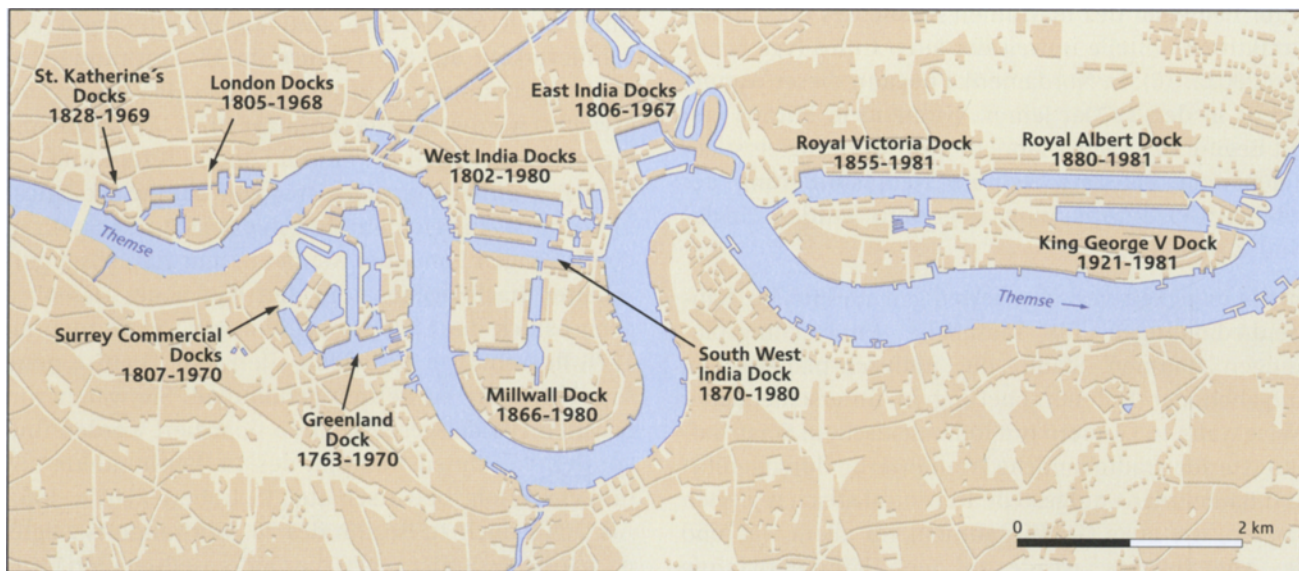 St. Katherine´s
Docks
1828-1969
London Docks
1805-1968
East India Docks
1806-1967
West India Docks
1802-1980
Royal Victoria Dock
1855-1981
Royal Albert Dock
1880-1981
King George V Dock
1921-1981
Themse
Themse
Surrey Commercial
Docks
1807-1970
Greenland
Dock
1763-1970
Millwall Dock
1866-1980
South West
India Dock
1870-1980
0
2 km